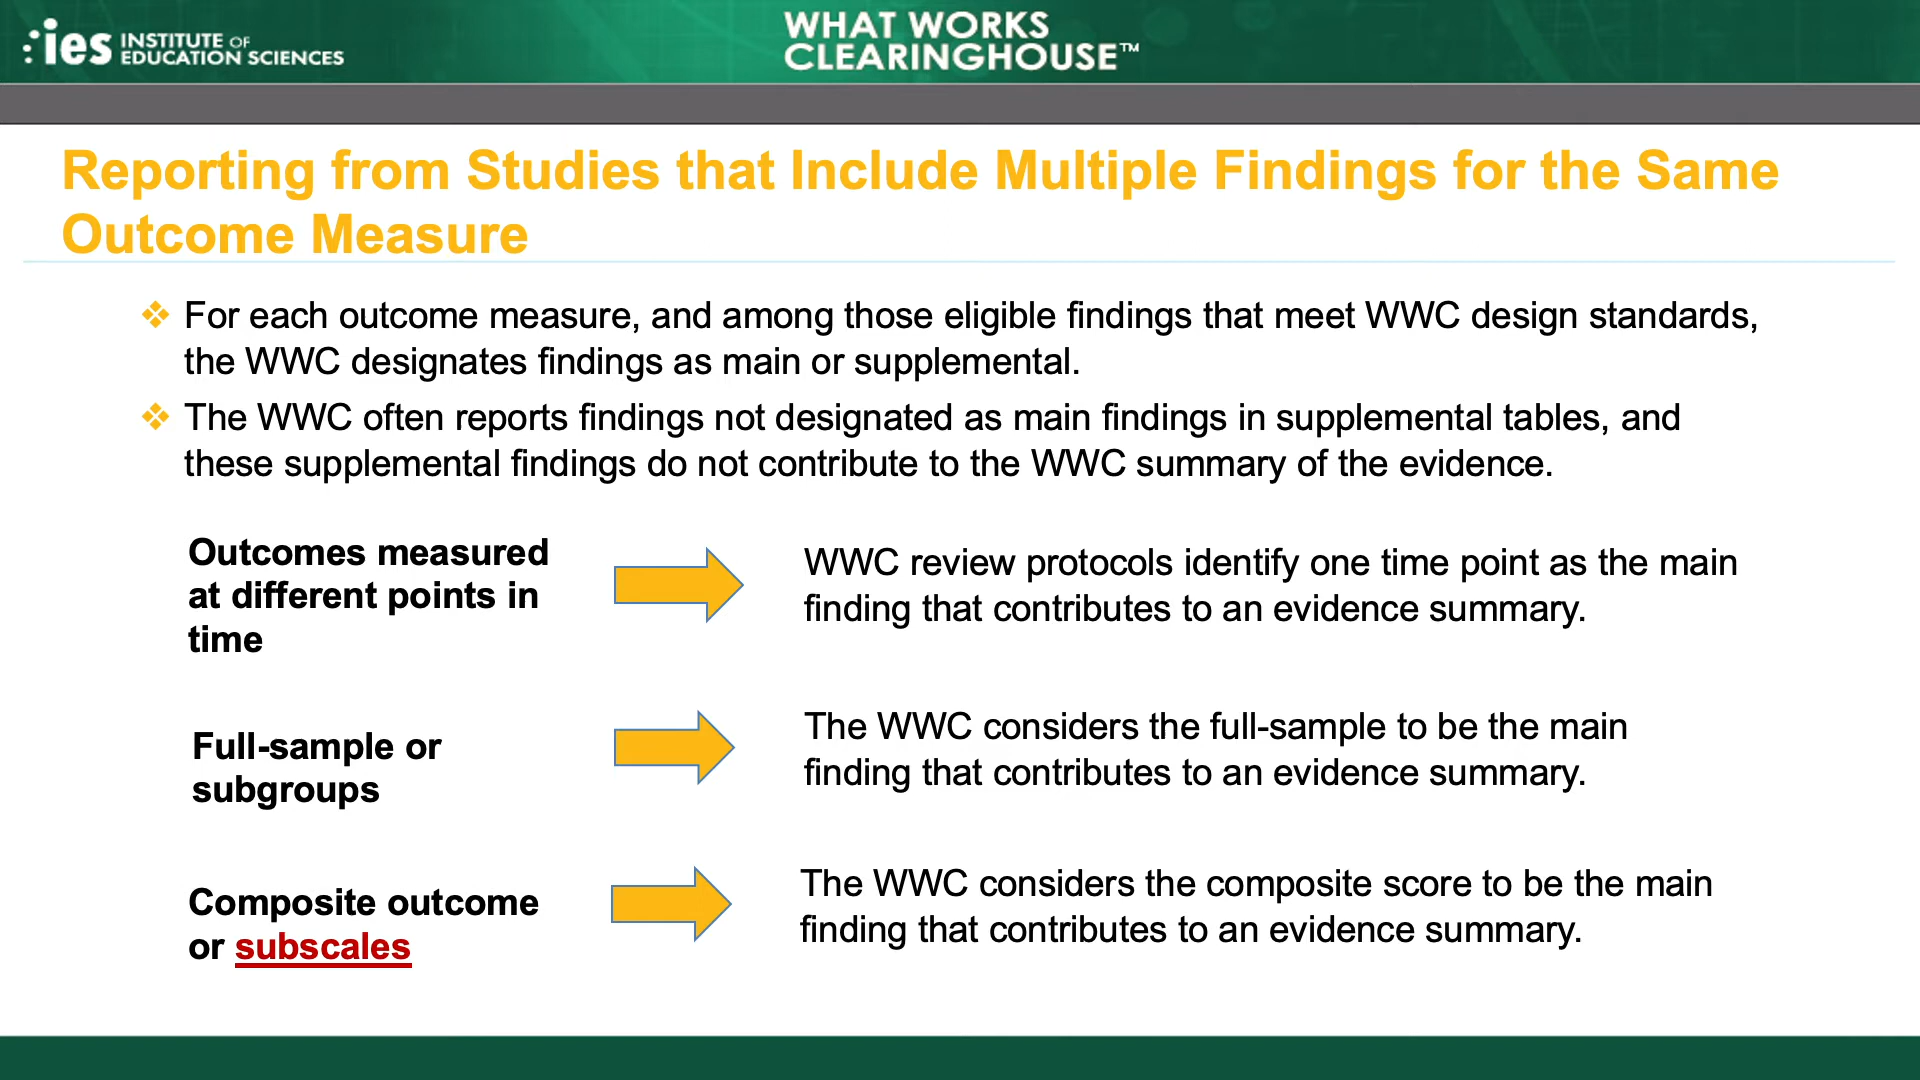 ies INSTITUTE OF
EDUCATION SCIENCES
WHAT WORKS
CLEARINGHOUSE™
Reporting from Studies that Include Multiple Findings for the Same
Outcome Measure
❖ For each outcome measure, and among those eligible findings that meet WWC design standards,
the WWC designates findings as main or supplemental.
❖ The WWC often reports findings not designated as main findings in supplemental tables, and
these supplemental findings do not contribute to the WWC summary of the evidence.
Outcomes measured
at different points in
time
WWC review protocols identify one time point as the main
finding that contributes to an evidence summary.
Full-sample or
subgroups
The WWC considers the full-sample to be the main
finding that contributes to an evidence summary.
Composite outcome
or subscales
The WWC considers the composite score to be the main
finding that contributes to an evidence summary.